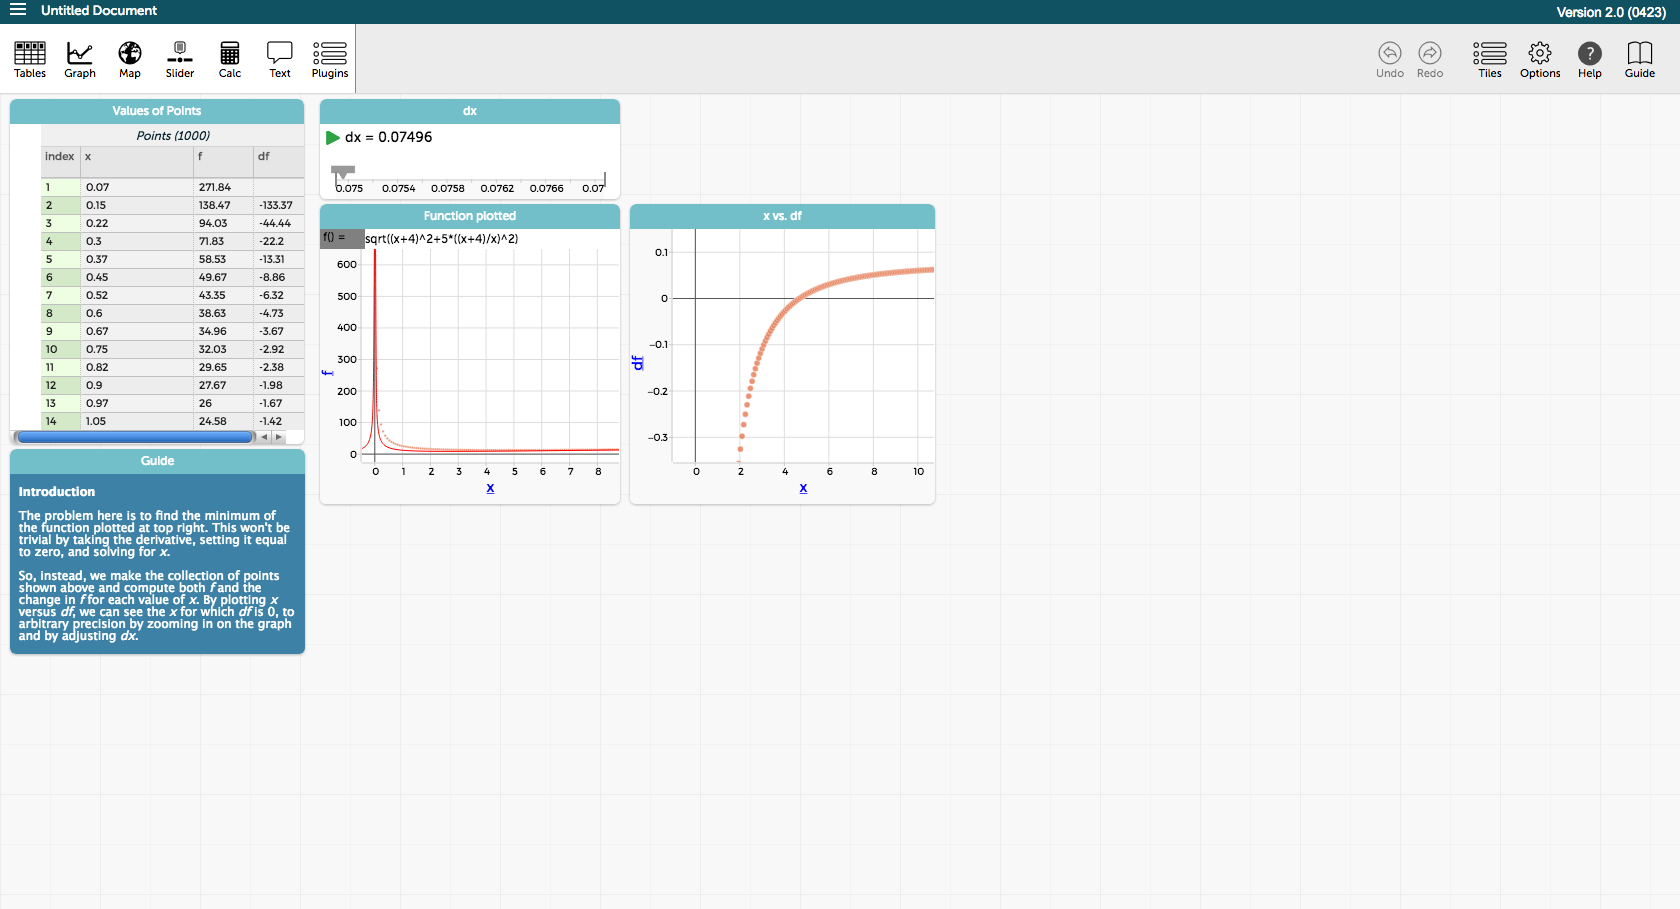 Untitled Document
Version 2.0 (0423)
Tables Graph Map Slider Calc Text Plugins
Undo Redo Tiles Options Help Guide
Values of Points
Points (1000)
index x f df
1 0.07 271.84
2 0.15 138.47 -133.37
3 0.22 94.03 -44.44
4 0.3 71.83 -22.2
5 0.37 58.53 -13.31
6 0.45 49.67 -8.86
7 0.52 43.35 -6.32
8 0.6 38.63 -4.73
9 0.67 34.96 -3.67
10 0.75 32.03 -2.92
11 0.82 29.65 -2.38
12 0.9 27.67 -1.98
13 0.97 26 -1.67
14 1.05 24.58 -1.42
dx
dx = 0.07496
0.075 0.0754 0.0758 0.0762 0.0766 0.07
Function plotted
f() = sqrt((x+4)^2+5*((x+4)/x)^2)
600
500
400
300
200
100
0
f
0 1 2 3 4 5 6 7 8
x
x vs. df
0.1
0
-0.1
-0.2
-0.3
df
0 2 4 6 8 10
x
Guide
Introduction
The problem here is to find the minimum of
the function plotted at top right. This won't be
trivial by taking the derivative, setting it equal
to zero, and solving for x.
So, instead, we make the collection of points
shown above and compute both f and the
change in f for each value of x. By plotting x
versus df, we can see the x for which df is 0, to
arbitrary precision by zooming in on the graph
and by adjusting dx.